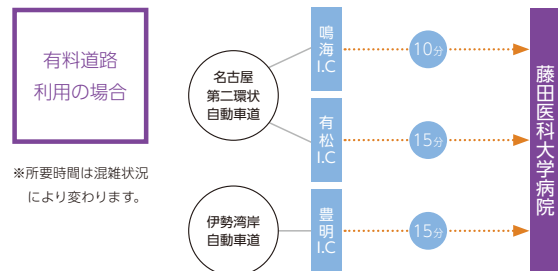 有料道路
利用の場合
※所要時間は混雑状況
により変わります。
名古屋
第二環状
自動車道
鳴海I.C
10分
有松I.C
15分
伊勢湾岸
自動車道
豊明I.C
15分
藤田医科大学病院